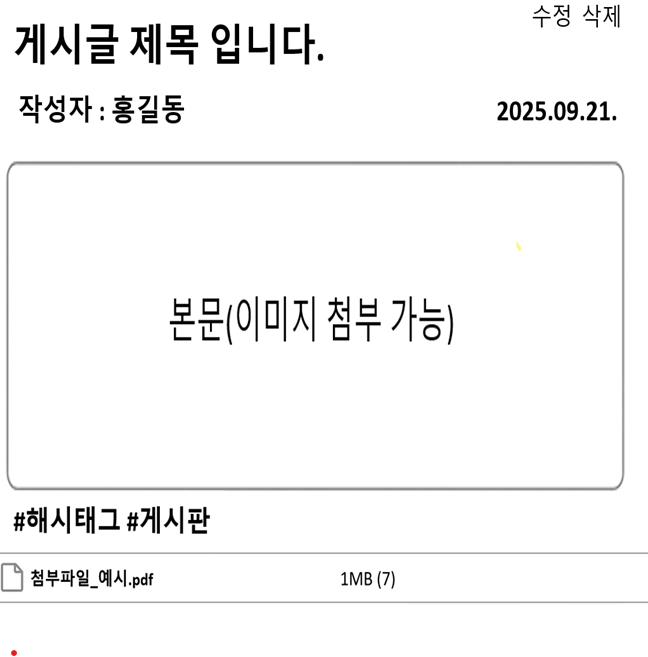 수정 삭제
게시글 제목 입니다.
작성자 : 홍길동 2025.09.21.
본문(이미지 첨부 가능)
#해시태그 #게시판
첨부파일_예시.pdf 1MB (7)